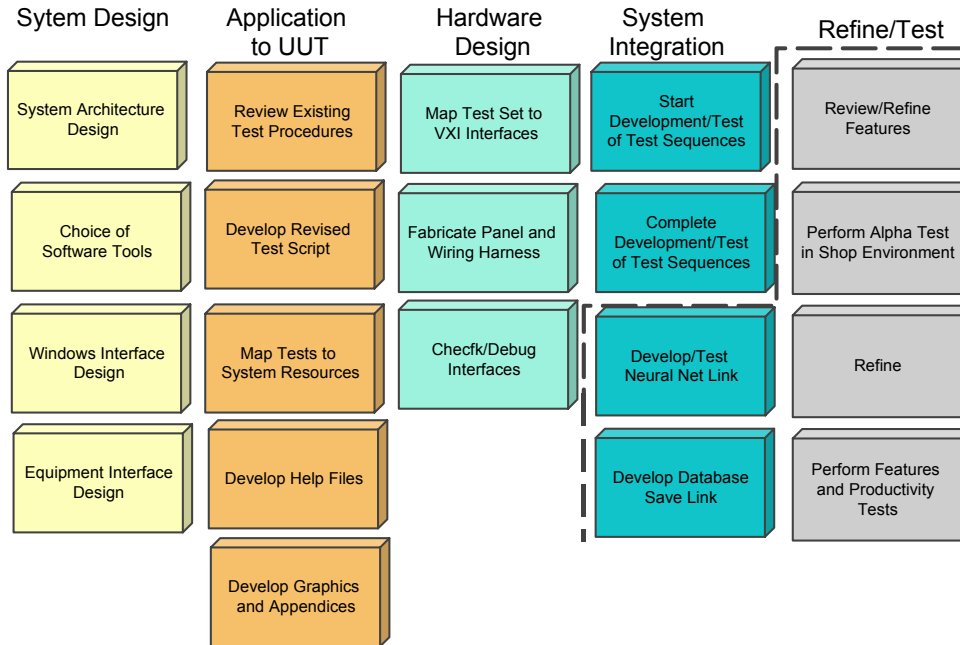 Sytem Design
System Architecture
Design
Choice of
Software Tools
Windows Interface
Design
Equipment Interface
Design
Application
to UUT
Review Existing
Test Procedures
Develop Revised
Test Script
Map Tests to
System Resources
Develop Help Files
Develop Graphics
and Appendices
Hardware
Design
Map Test Set to
VXI Interfaces
Fabricate Panel and
Wiring Harness
Checfk/Debug
Interfaces
System
Integration
Start
Development/Test
of Test Sequences
Complete
Development/Test
of Test Sequences
Develop/Test
Neural Net Link
Develop Database
Save Link
Refine/Test
Review/Refine
Features
Perform Alpha Test
in Shop Environment
Refine
Perform Features
and Productivity
Tests